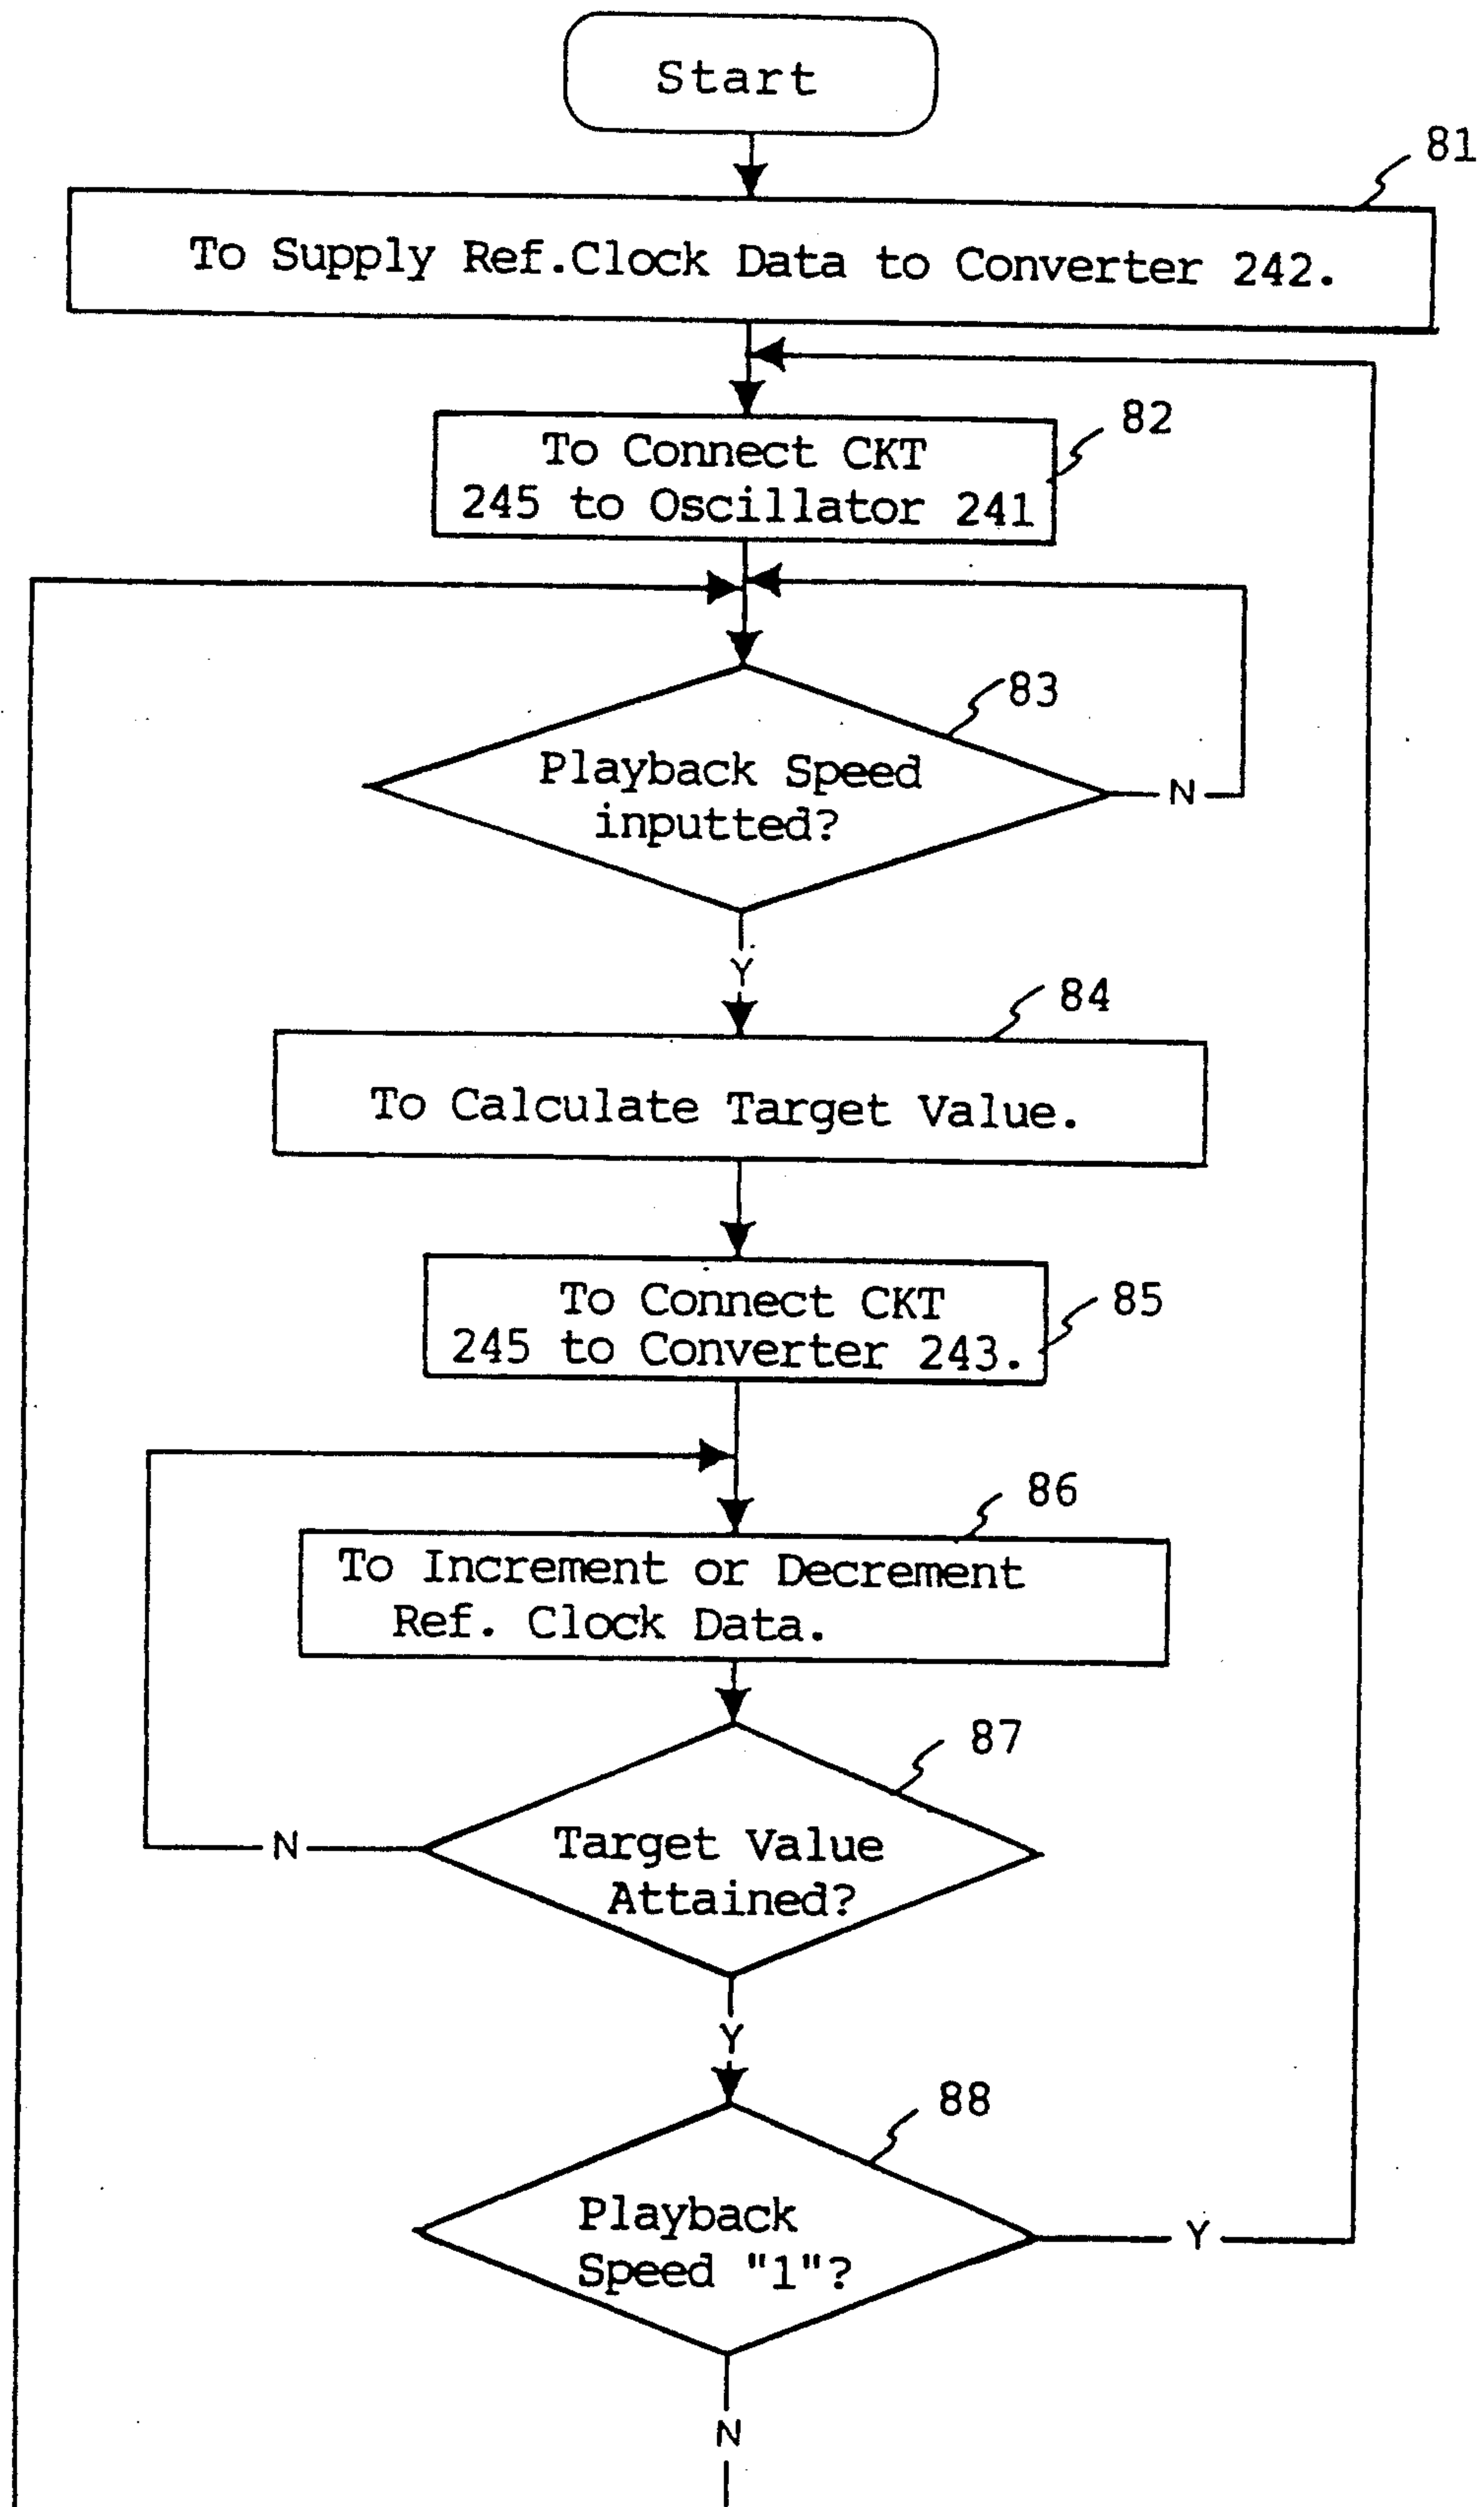 Start
81
To Supply Ref.Clock Data to Converter 242.
82
To Connect CKT
245 to Oscillator 241
83
Playback Speed
inputted?
N
Y
84
To Calculate Target Value.
85
To Connect CKT
245 to Converter 243.
86
To Increment or Decrement
Ref. Clock Data.
87
Target Value
Attained?
N
Y
88
Playback
Speed "1"?
Y
N